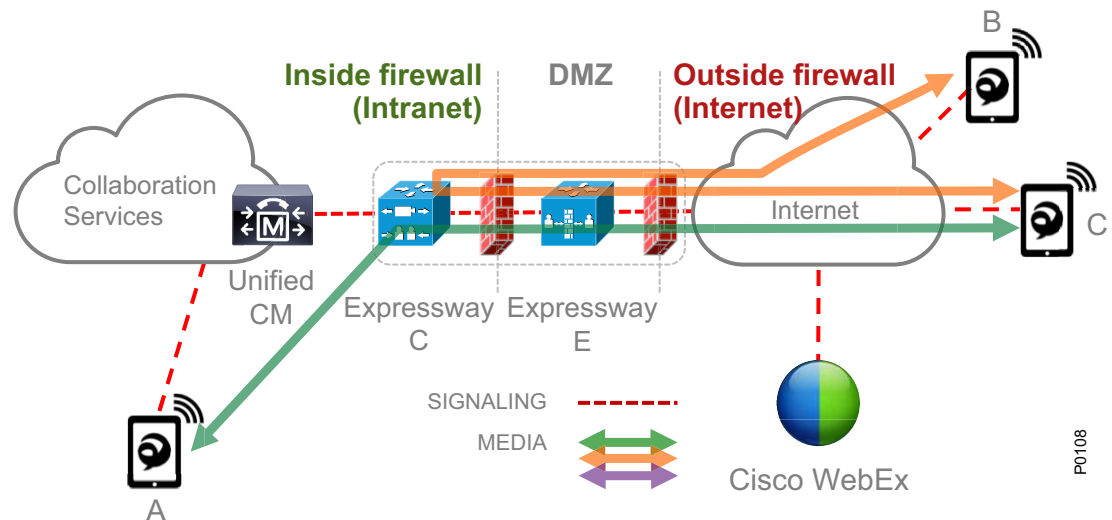 B
Inside firewall
(Intranet)
DMZ
Outside firewall
(Internet)
Collaboration
Services
M
Internet
C
Unified
CM
Expressway
C
Expressway
E
SIGNALING
MEDIA
Cisco WebEx
A
P0108